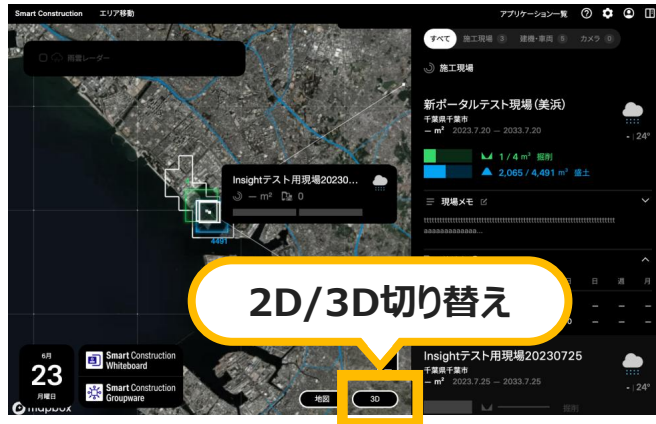 Smart Construction エリア移動 アプリケーション一覧
雨雲レーダー
すべて 施工現場 3 建機・車両 5 カメラ 0
施工現場
新ポータルテスト現場（美浜）
千葉県千葉市
— m² 2023.7.20 — 2033.7.20
- | 24°
1 / 4 m³ 掘削
2,065 / 4,491 m³ 盛土
現場メモ
tttttttttttttttttttttttttttttttttttttttttttttttttttttttttttttt
aaaaaaaaaaaaa...
日 週 月
Insightテスト用現場20230...
— m² 0
4491
2D/3D切り替え
Insightテスト用現場20230725
千葉県千葉市
— m² 2023.7.25 — 2033.7.25
- | 24°
掘削
6月
23
月曜日
Smart Construction
Whiteboard
Smart Construction
Groupware
mapbox
地図 3D